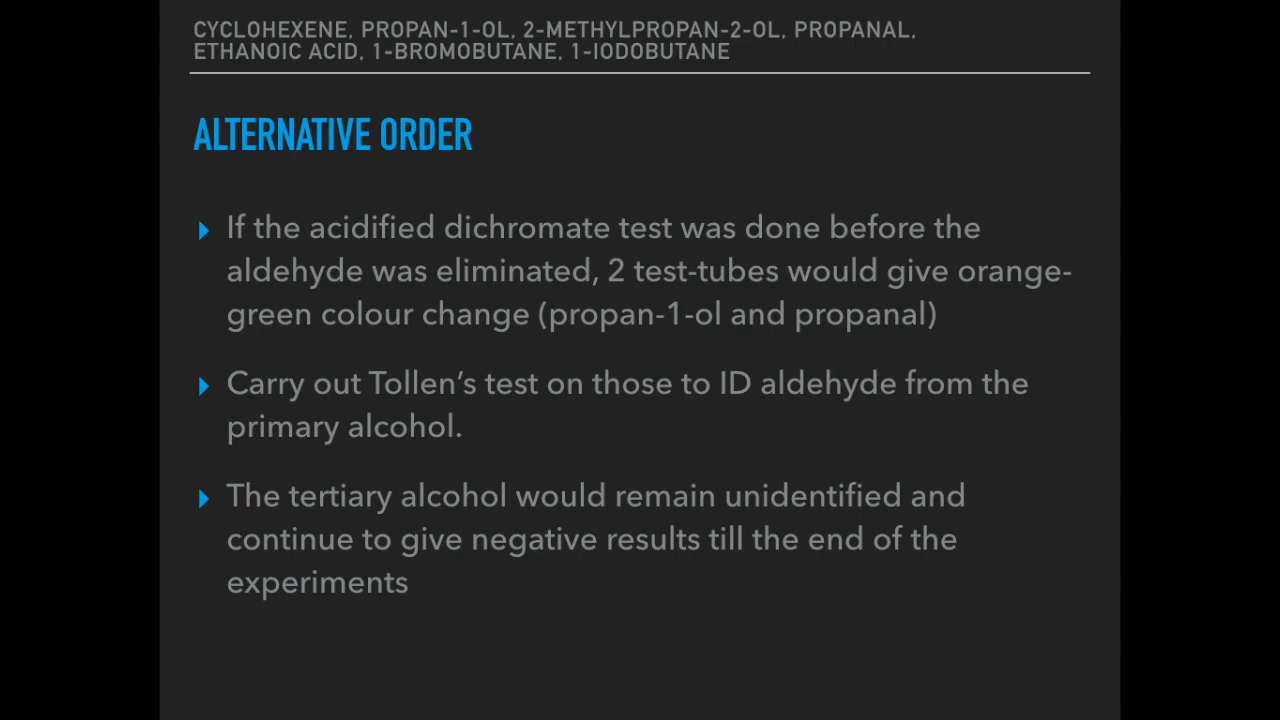 CYCLOHEXENE, PROPAN-1-OL, 2-METHYLPROPAN-2-OL, PROPANAL,
ETHANOIC ACID, 1-BROMOBUTANE, 1-IODOBUTANE
ALTERNATIVE ORDER
If the acidified dichromate test was done before the
aldehyde was eliminated, 2 test-tubes would give orange-
green colour change (propan-1-ol and propanal)
Carry out Tollen’s test on those to ID aldehyde from the
primary alcohol.
The tertiary alcohol would remain unidentified and
continue to give negative results till the end of the
experiments